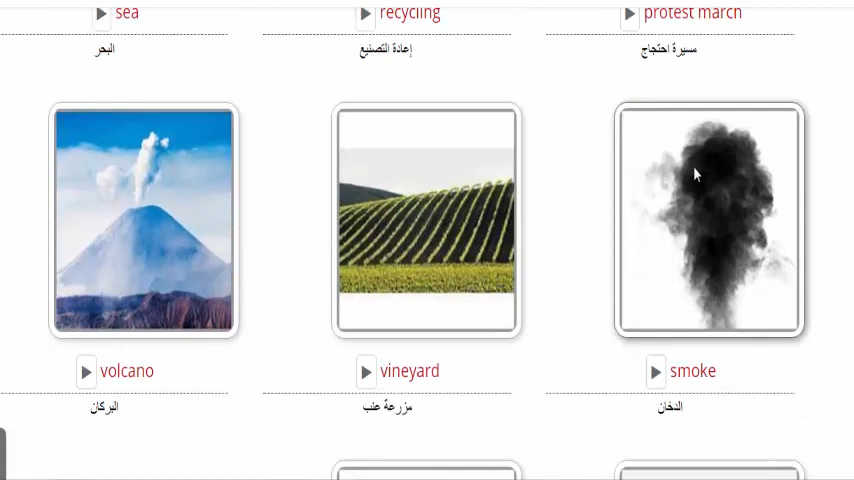 sea
recycling
protest march
البحر
إعادة التصنيع
مسيرة احتجاج
volcano
vineyard
smoke
البركان
مزرعة عنب
الدخان